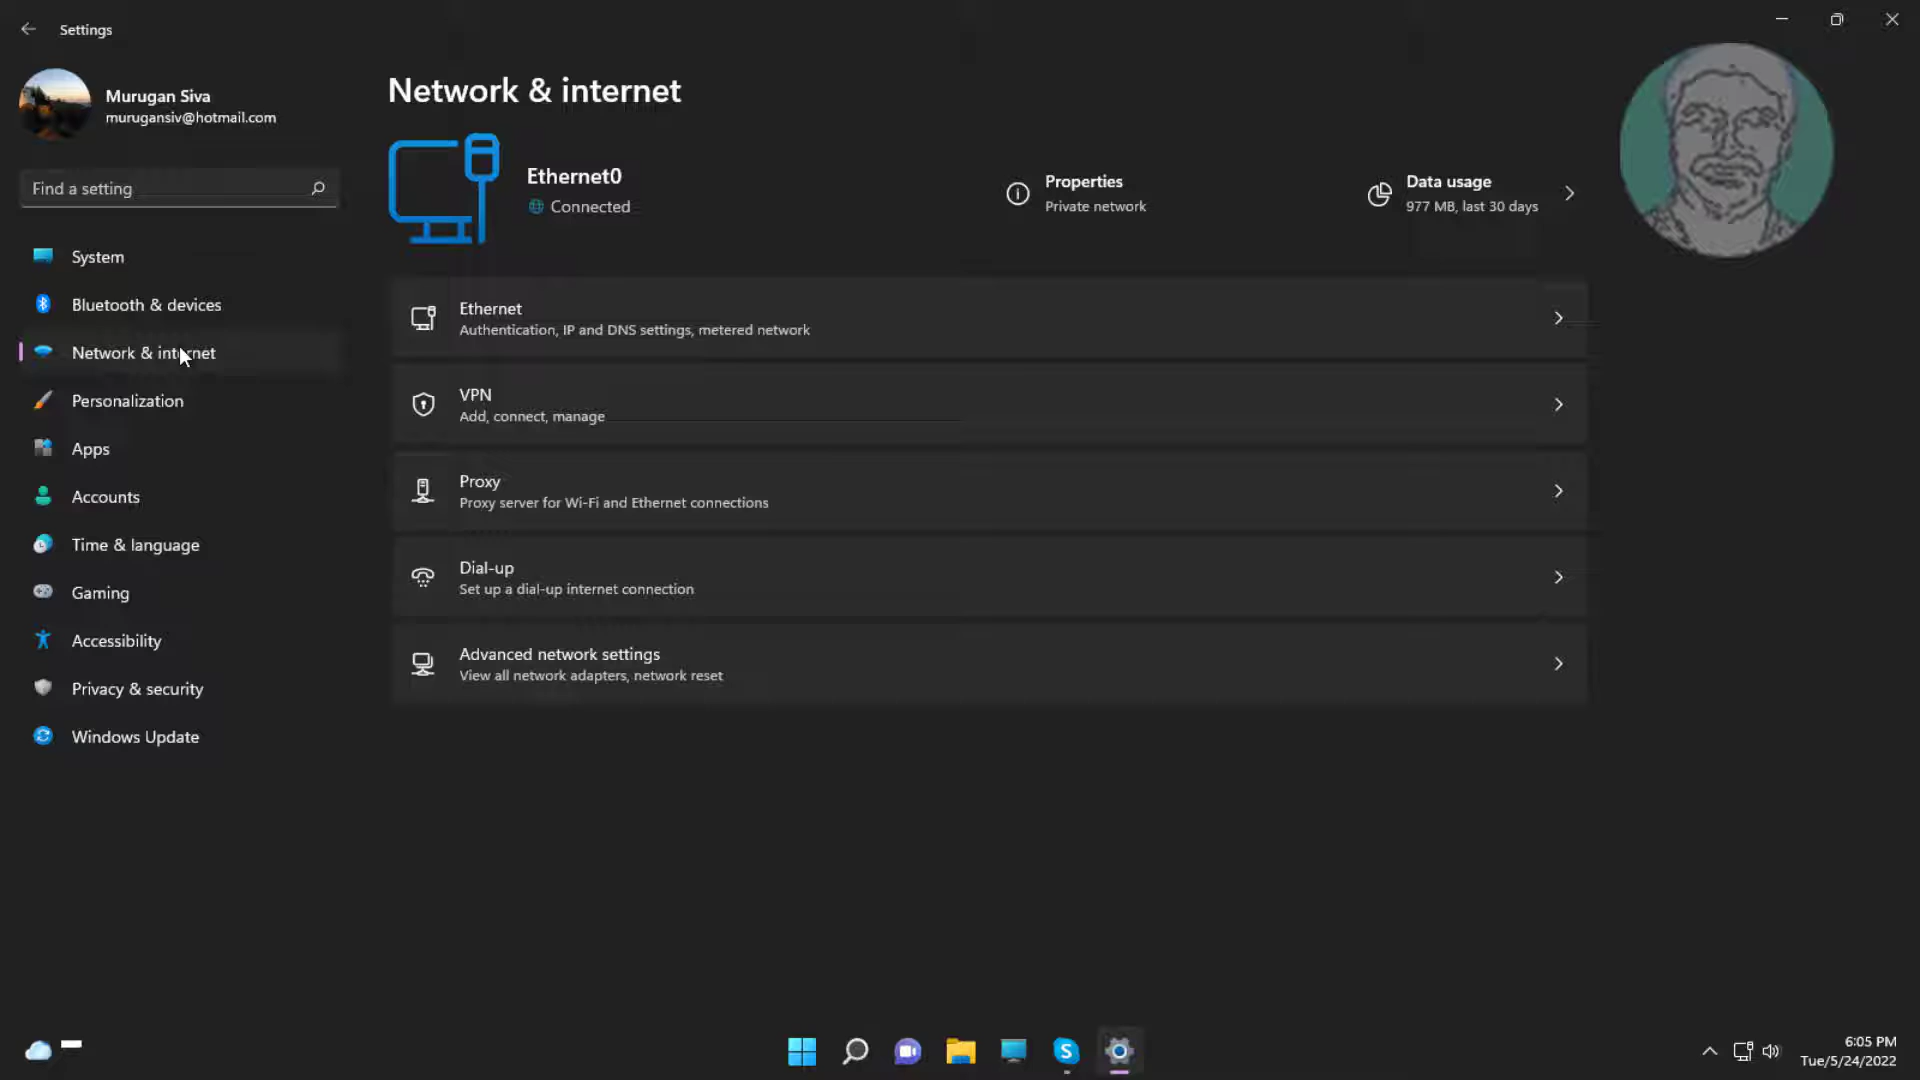 Settings
Murugan Siva
murugansiv@hotmail.com
Find a setting
System
Bluetooth & devices
Network & internet
Personalization
Apps
Accounts
Time & language
Gaming
Accessibility
Privacy & security
Windows Update
Network & internet
Ethernet0
Connected
Properties
Private network
Data usage
977 MB, last 30 days
Ethernet
Authentication, IP and DNS settings, metered network
VPN
Add, connect, manage
Proxy
Proxy server for Wi-Fi and Ethernet connections
Dial-up
Set up a dial-up internet connection
Advanced network settings
View all network adapters, network reset
S
6:05 PM
Tue/5/24/2022